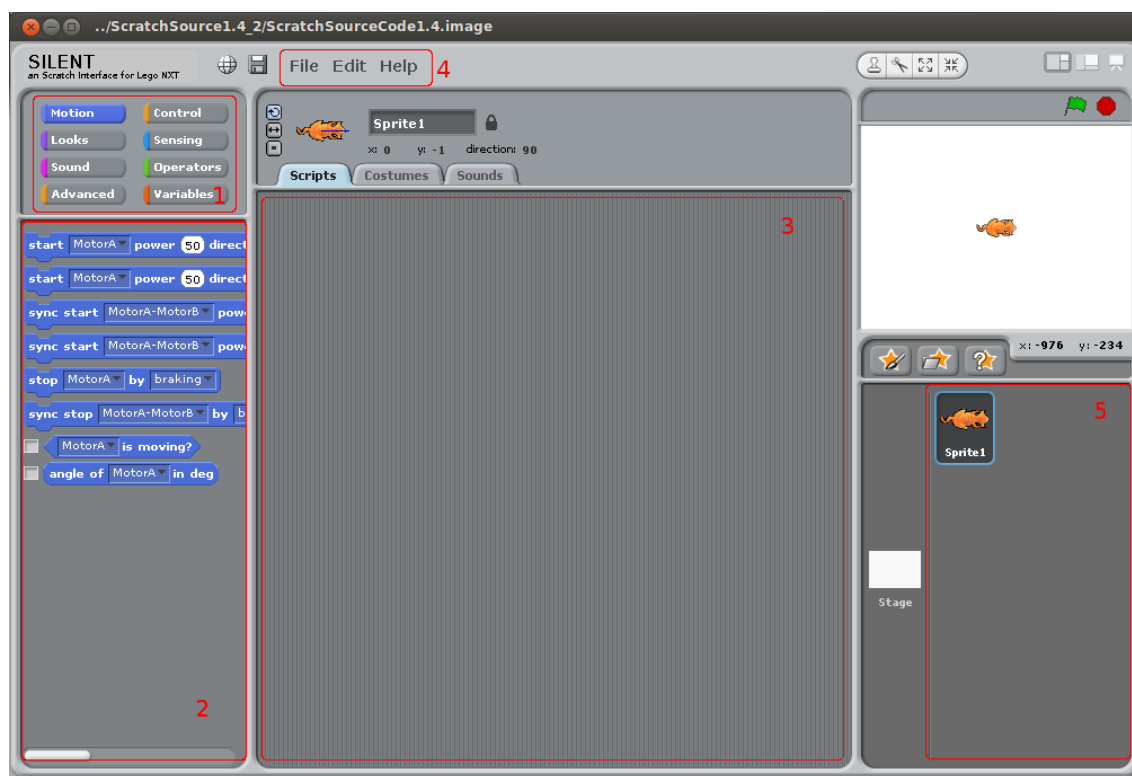 ../ScratchSource1.4_2/ScratchSourceCode1.4.image
SILENT
an Scratch Interface for Lego NXT
File Edit Help 4
Motion Control
Looks Sensing
Sound Operators
Advanced Variables 1
Sprite1
x: 0 y: -1 direction: 90
Scripts Costumes Sounds
start MotorA power 50 direct
start MotorA power 50 direct
sync start MotorA-MotorB pow
sync start MotorA-MotorB pow
stop MotorA by braking
sync stop MotorA-MotorB by b
MotorA is moving?
angle of MotorA in deg
2
3
x: -976 y: -234
5
Sprite1
Stage